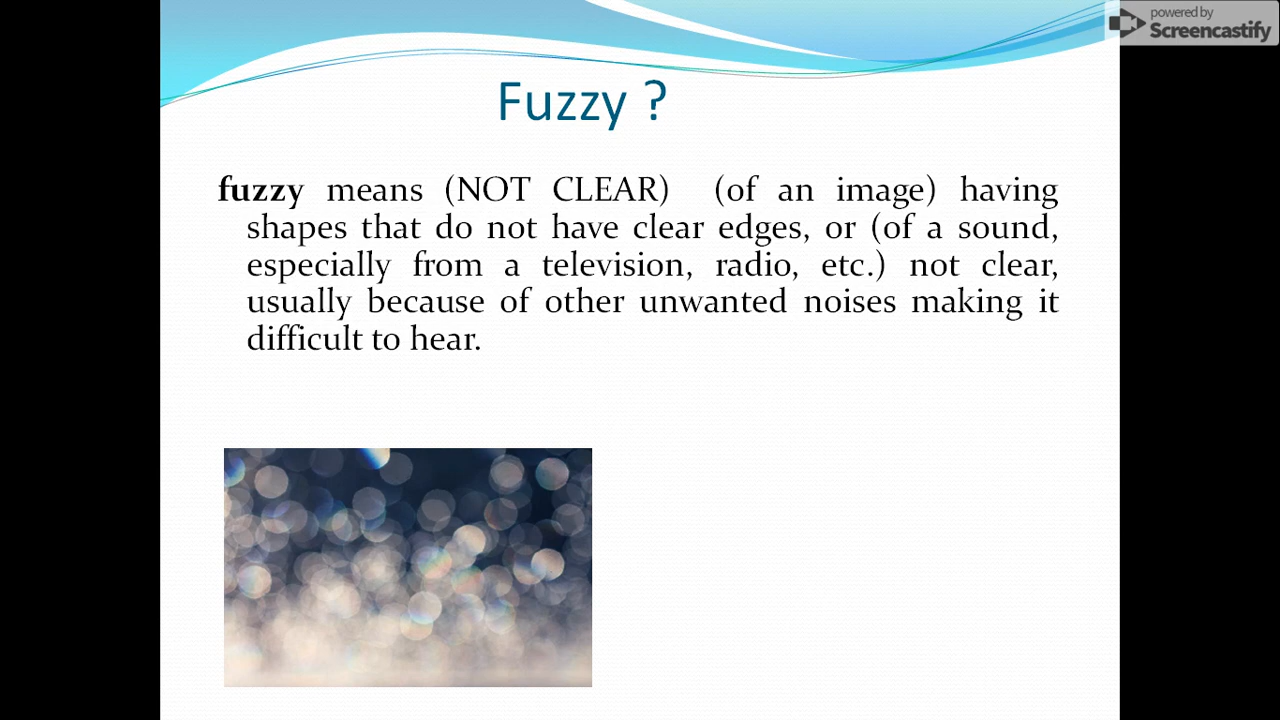 powered by
Screencastify
Fuzzy ?
fuzzy means (NOT CLEAR) (of an image) having
shapes that do not have clear edges, or (of a sound,
especially from a television, radio, etc.) not clear,
usually because of other unwanted noises making it
difficult to hear.